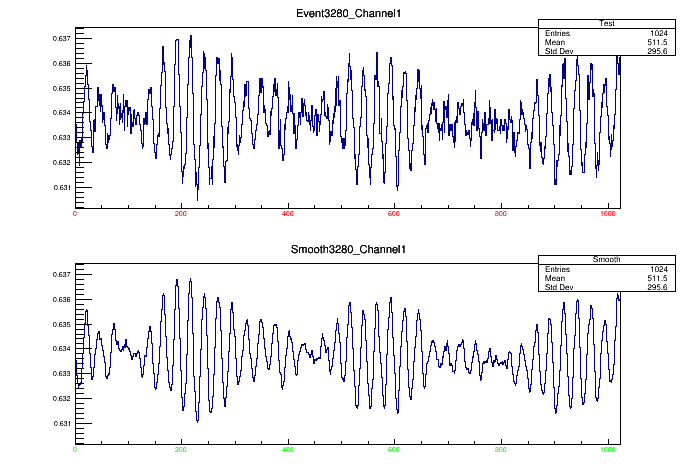 Event3280_Channel1
Test
Entries 1024
Mean 511.5
Std Dev 295.6
0.637
0.636
0.635
0.634
0.633
0.632
0.631
0 200 400 600 800 1000
Smooth3280_Channel1
Smooth
Entries 1024
Mean 511.5
Std Dev 295.6
0.637
0.636
0.635
0.634
0.633
0.632
0.631
0 200 400 600 800 1000